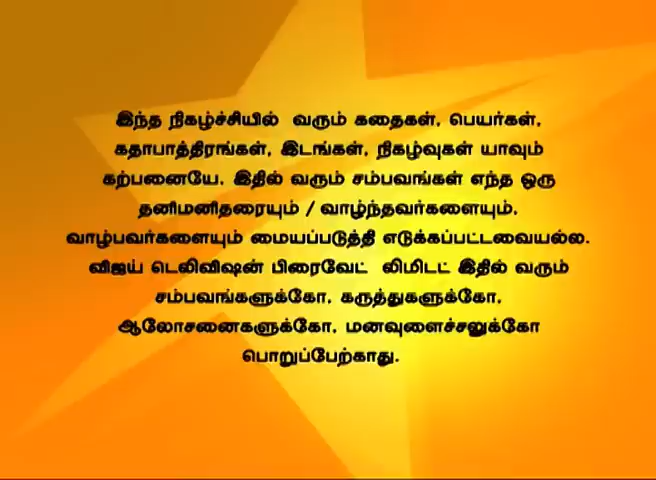 இந்த நிகழ்ச்சியில் வரும் கதைகள், பெயர்கள்,
கதாபாத்திரங்கள், இடங்கள், நிகழ்வுகள் யாவும்
கற்பனையே. இதில் வரும் சம்பவங்கள் எந்த ஒரு
தனிமனிதரையும் / வாழ்ந்தவர்களையும்,
வாழ்பவர்களையும் மையப்படுத்தி எடுக்கப்பட்டவையல்ல.
விஜய் டெலிவிஷன் பிரைவேட் லிமிடட் இதில் வரும்
சம்பவங்களுக்கோ, கருத்துகளுக்கோ,
ஆலோசனைகளுக்கோ, மனவுளைச்சலுக்கோ
பொறுப்பேற்காது.